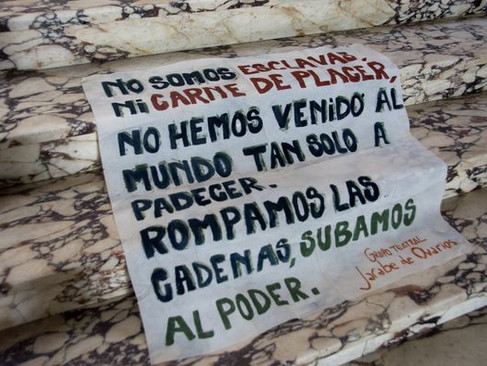 NO SOMOS ESCLAVAS
NI CARNE DE PLACER,
NO HEMOS VENIDO AL
MUNDO TAN SOLO A
PADECER.
ROMPAMOS LAS
CADENAS, SUBAMOS
AL PODER.
GRUPO TEATRAL
Jarabe de Ovarios